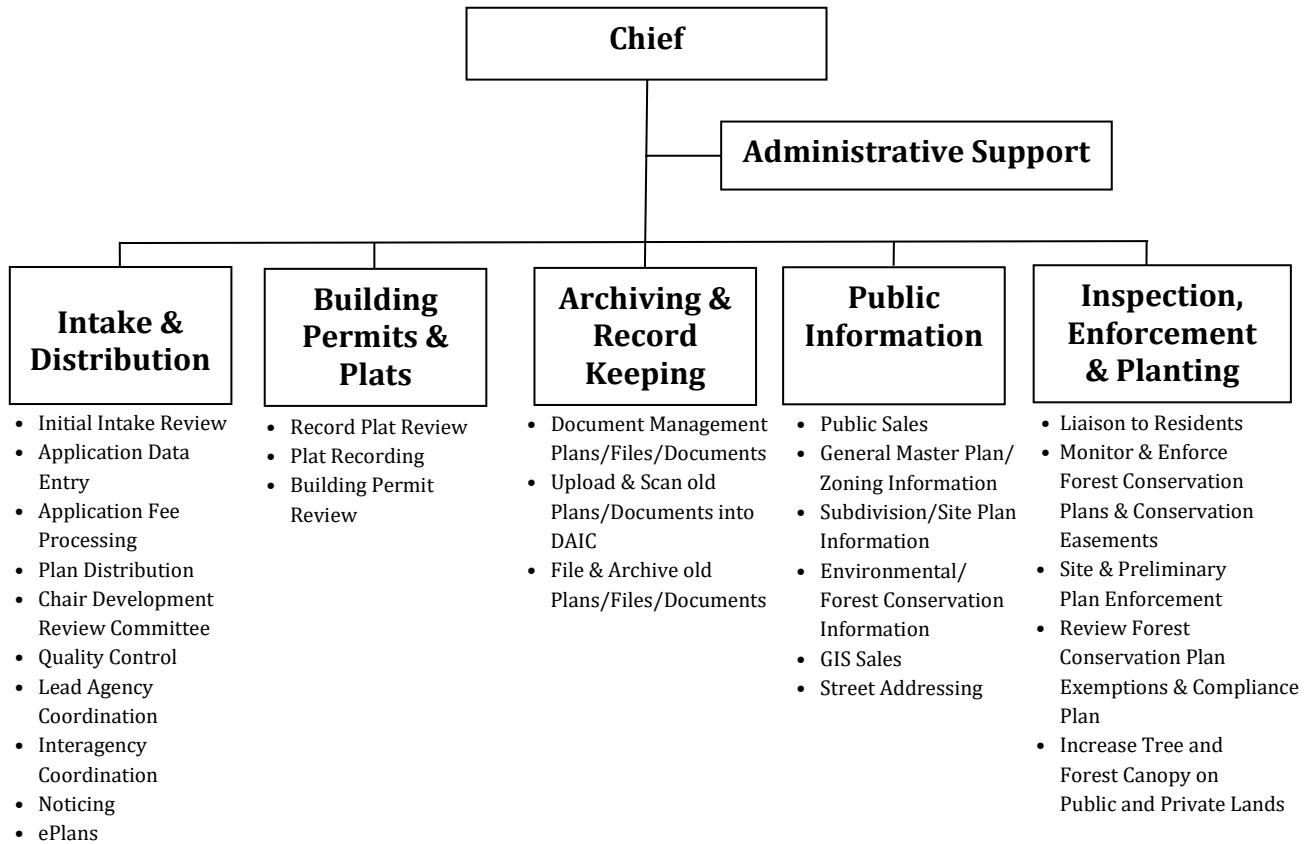 Chief
Administrative Support
Intake &
Distribution
• Initial Intake Review
• Application Data
Entry
• Application Fee
Processing
• Plan Distribution
• Chair Development
Review Committee
• Quality Control
• Lead Agency
Coordination
• Interagency
Coordination
• Noticing
• ePlans
Building
Permits &
Plats
• Record Plat Review
• Plat Recording
• Building Permit
Review
Archiving &
Record
Keeping
• Document Management
Plans/Files/Documents
• Upload & Scan old
Plans/Documents into
DAIC
• File & Archive old
Plans/Files/Documents
Public
Information
• Public Sales
• General Master Plan/
Zoning Information
• Subdivision/Site Plan
Information
• Environmental/
Forest Conservation
Information
• GIS Sales
• Street Addressing
Inspection,
Enforcement
& Planting
• Liaison to Residents
• Monitor & Enforce
Forest Conservation
Plans & Conservation
Easements
• Site & Preliminary
Plan Enforcement
• Review Forest
Conservation Plan
Exemptions & Compliance
Plan
• Increase Tree and
Forest Canopy on
Public and Private Lands